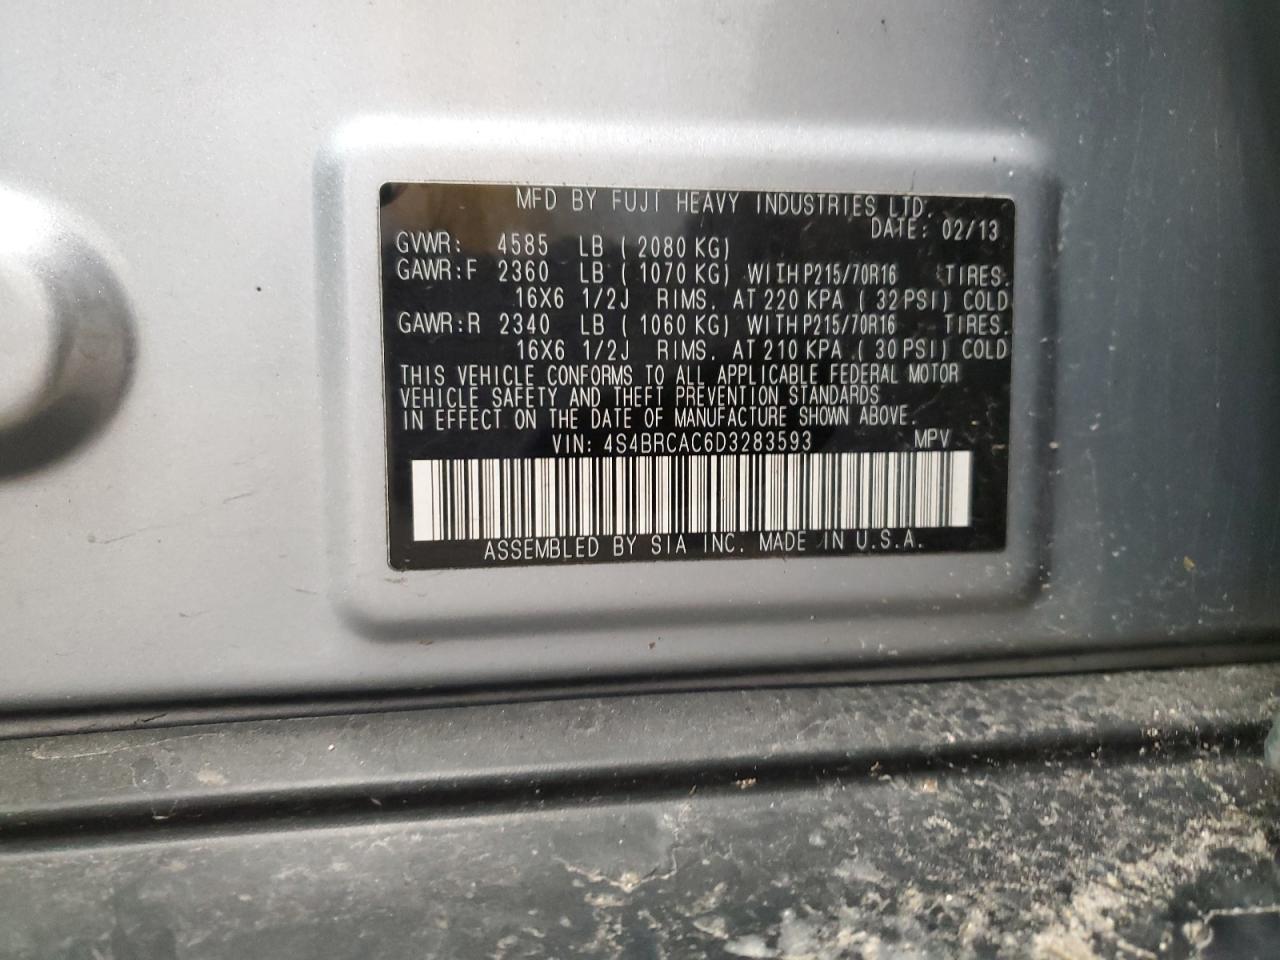 MFD BY FUJI HEAVY INDUSTRIES LTD.
DATE: 02/13
GVWR: 4585 LB ( 2080 KG)
GAWR:F 2360 LB ( 1070 KG) WITH P215/70R16 TIRES.
16X6 1/2J RIMS. AT 220 KPA ( 32 PSI) COLD
GAWR:R 2340 LB ( 1060 KG) WITH P215/70R16 TIRES.
16X6 1/2J RIMS. AT 210 KPA ( 30 PSI) COLD
THIS VEHICLE CONFORMS TO ALL APPLICABLE FEDERAL MOTOR
VEHICLE SAFETY AND THEFT PREVENTION STANDARDS
IN EFFECT ON THE DATE OF MANUFACTURE SHOWN ABOVE.
VIN: 4S4BRCAC6D3283593 MPV
ASSEMBLED BY SIA INC. MADE IN U.S.A.